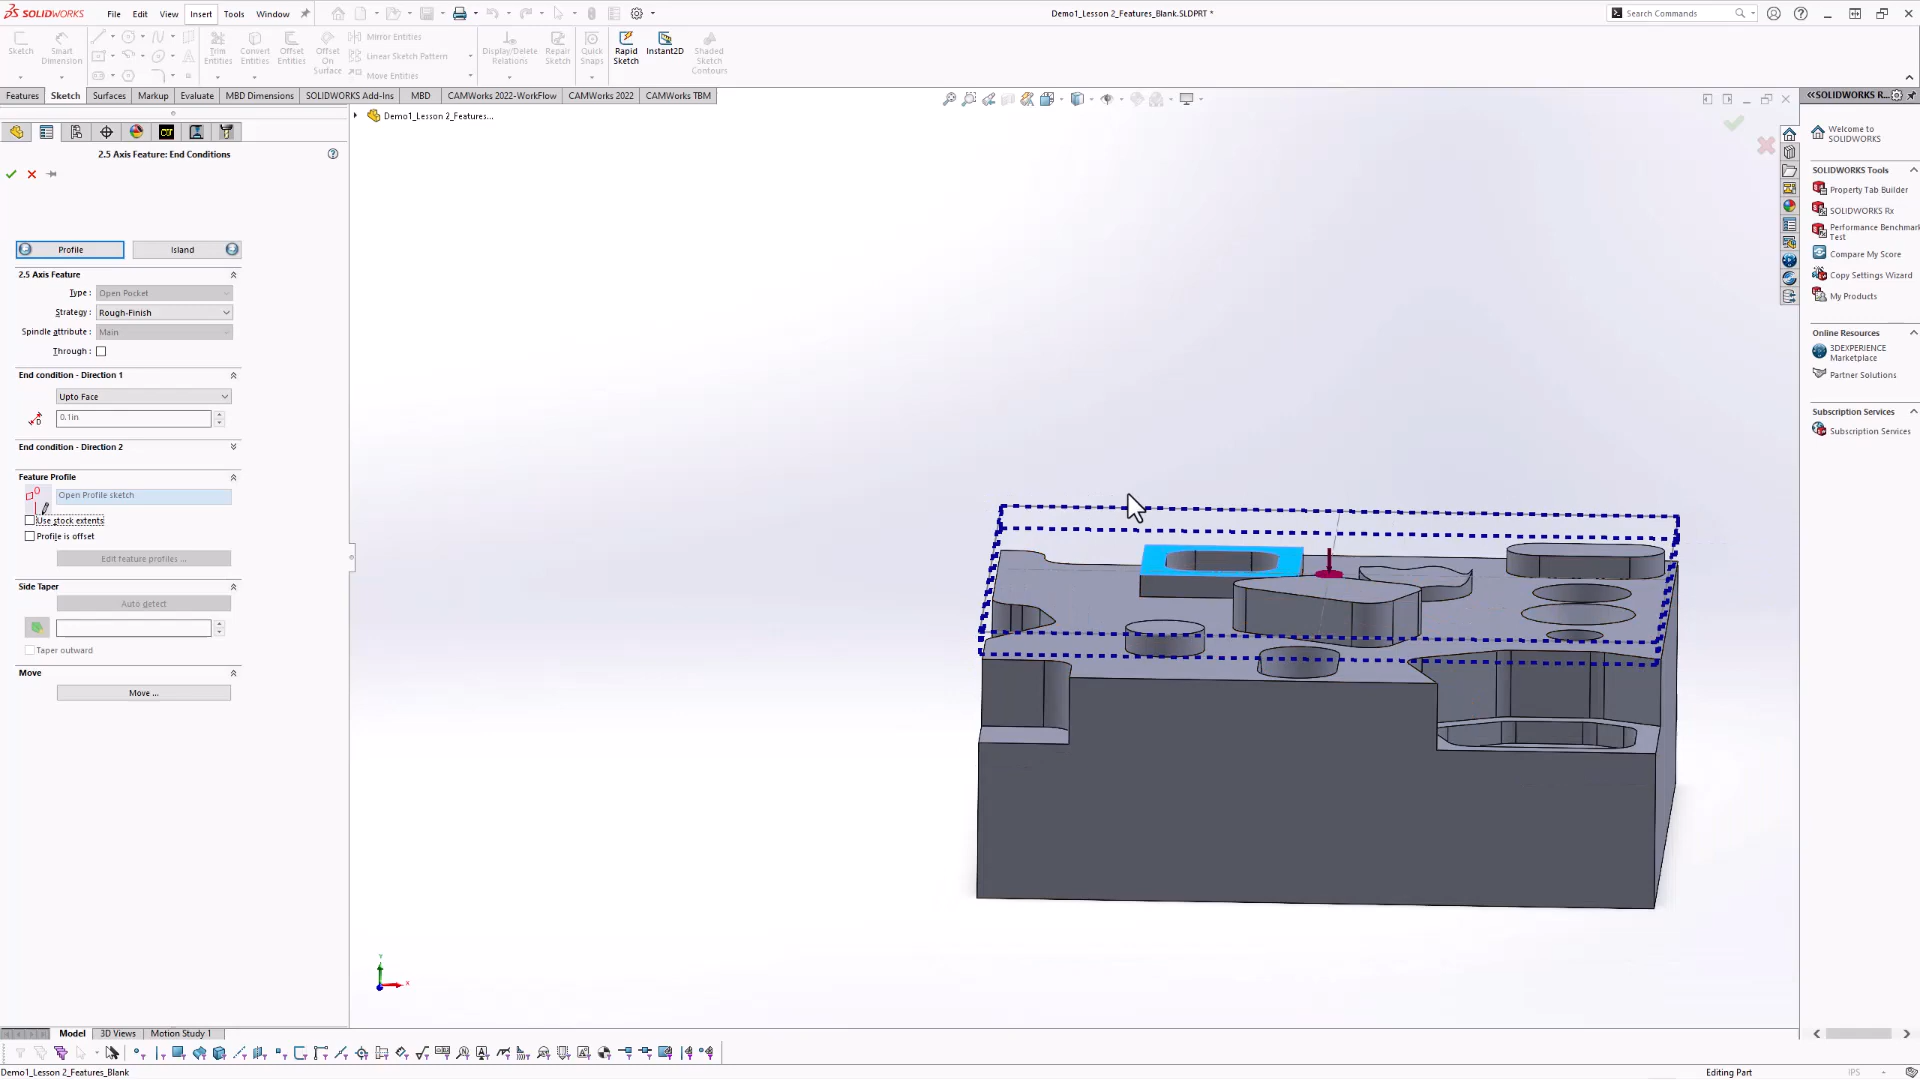 SOLIDWORKS File Edit View Insert Tools Window
Demo1_Lesson 2_Features_Blank.SLDPRT *
Search Commands
Sketch
Smart Dimension
Trim Entities
Convert Entities
Offset Entities
Offset On Surface
Mirror Entities
Linear Sketch Pattern
Move Entities
Display/Delete Relations
Repair Sketch
Quick Snaps
Rapid Sketch
Instant2D
Shaded Sketch Contours
Features Sketch Surfaces Markup Evaluate MBD Dimensions SOLIDWORKS Add-Ins MBD CAMWorks 2022-WorkFlow CAMWorks 2022 CAMWorks TBM
Demo1_Lesson 2_Features...
2.5 Axis Feature: End Conditions
Profile Island
2.5 Axis Feature
Type : Open Pocket
Strategy : Rough-Finish
Spindle attribute : Main
Through :
End condition - Direction 1
Upto Face
0.1in
End condition - Direction 2
Feature Profile
Open Profile sketch
Use stock extents
Profile is offset
Edit feature profiles ...
Side Taper
Auto detect
Taper outward
Move
Move ...
SOLIDWORKS R...
Welcome to
SOLIDWORKS
SOLIDWORKS Tools
Property Tab Builder
SOLIDWORKS Rx
Performance Benchmark
Test
Compare My Score
Copy Settings Wizard
My Products
Online Resources
3DEXPERIENCE
Marketplace
Partner Solutions
Subscription Services
Subscription Services
Model 3D Views Motion Study 1
Demo1_Lesson 2_Features_Blank
Editing Part
IPS